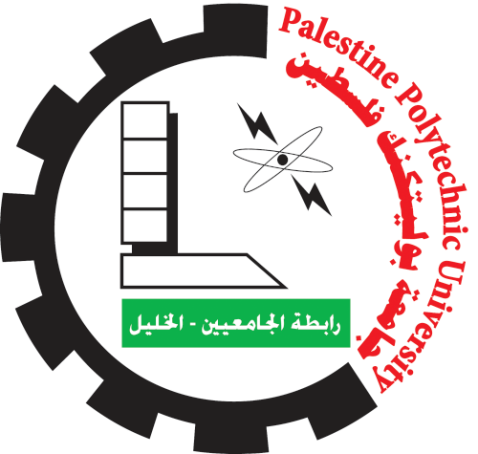 Palestine Polytechnic University
جامعة بوليتكنك فلسطين
رابطة الجامعيين - الخليل